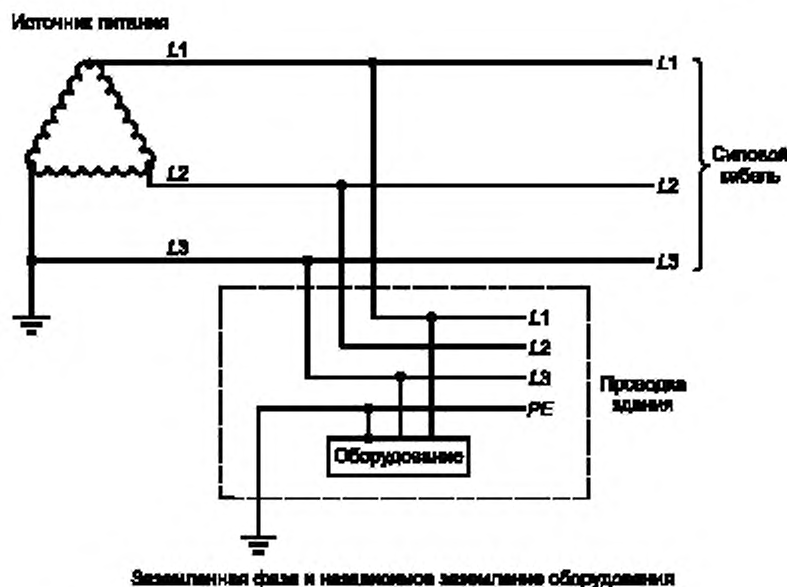 Источник питания
L1
L1
L2
L2
Силовой
кабель
L3
L3
L1
L2
L3
PE
Проводка
здания
Оборудование
Заземленная фаза и независимое заземление оборудования